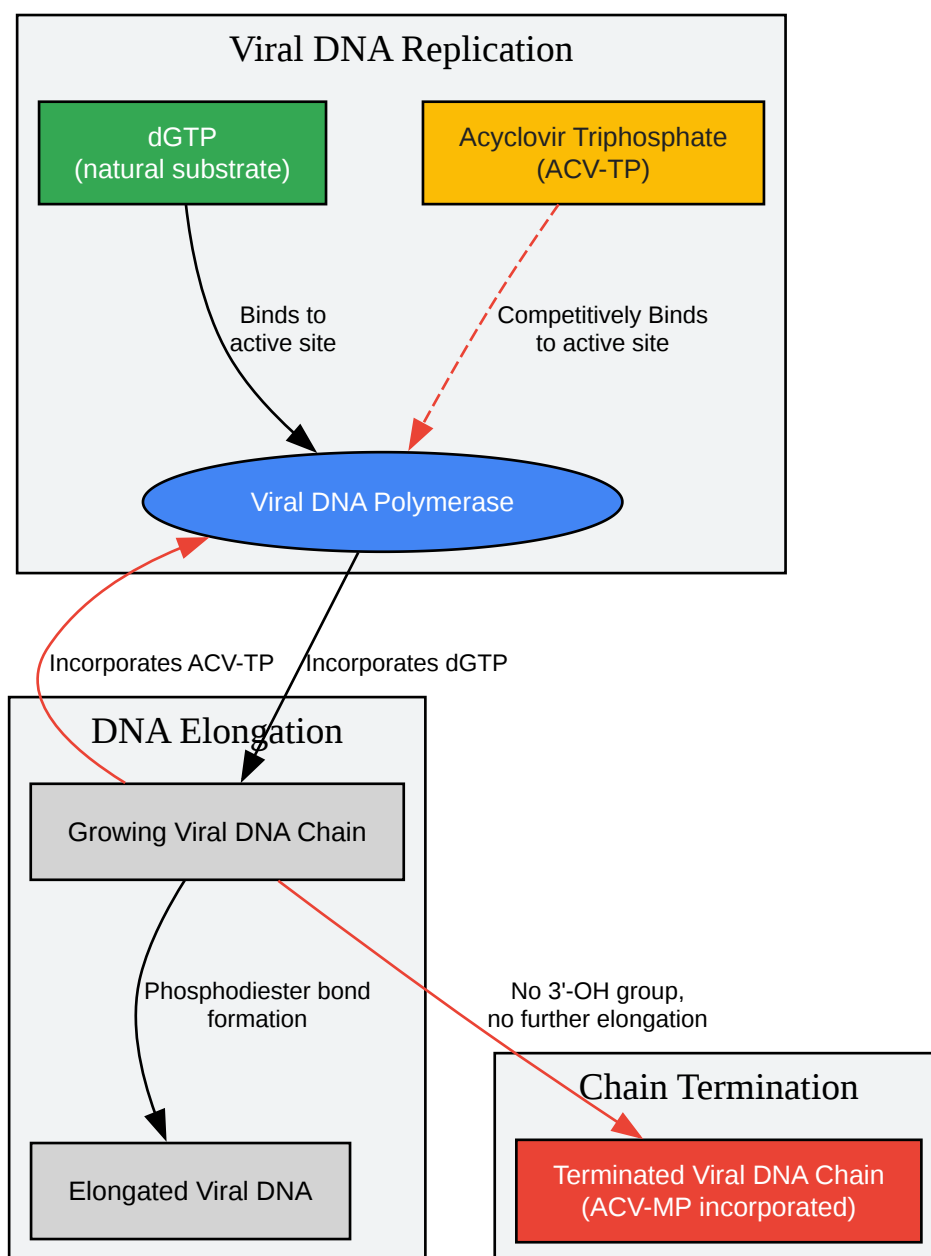 Viral DNA Replication
dGTP
(natural substrate)
Acyclovir Triphosphate
(ACV-TP)
Binds to
active site
Competitively Binds
to active site
Viral DNA Polymerase
Incorporates ACV-TP
Incorporates dGTP
DNA Elongation
Growing Viral DNA Chain
Phosphodiester bond
formation
No 3'-OH group,
no further elongation
Chain Termination
Elongated Viral DNA
Terminated Viral DNA Chain
(ACV-MP incorporated)